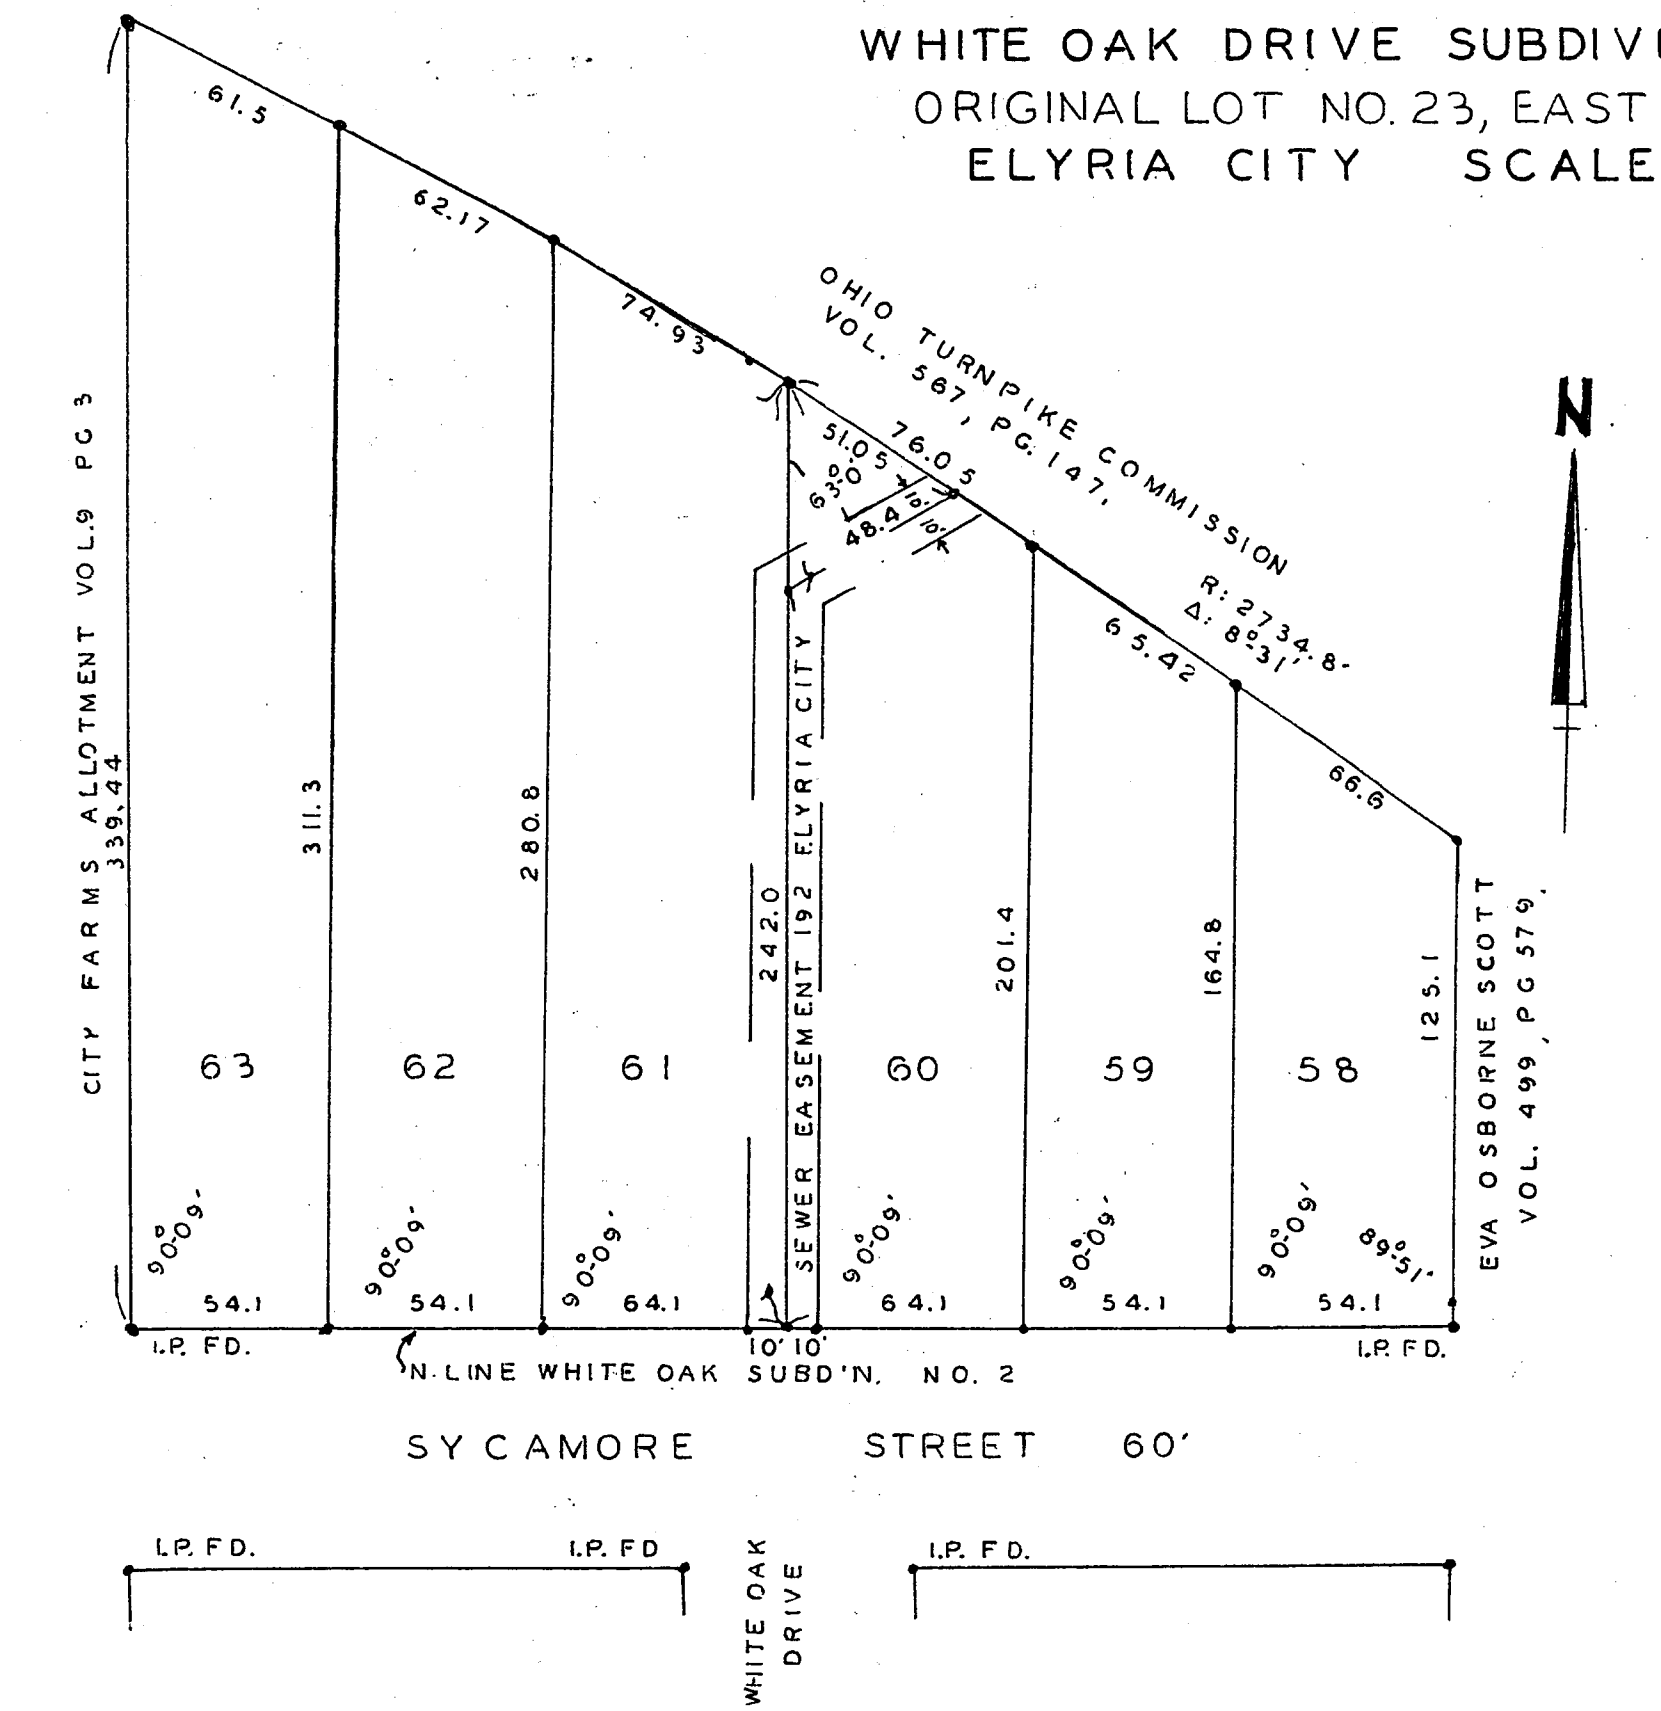 WHITE OAK DRIVE SUBDIVI
ORIGINAL LOT NO. 23, EAST
ELYRIA CITY SCALE
61.5
62.17
74.93
OHIO TURNPIKE COMMISSION
VOL. 567, PG. 147,
76.05
51.05
63°-0'
10'
48.4
10'
N
R: 2734.8-
Δ: 8°-31'
65.42
66.6
CITY FARMS ALLOTMENT VOL.9 PG 3
339.44
311.3
280.8
242.0
SEWER EASEMENT 192 ELYRIA CITY
201.4
164.8
125.1
EVA OSBORNE SCOTT
VOL. 499, PG 579.
63
62
61
60
59
58
90°-09'
90°-09'
90°-09'
90°-09'
90°-09'
90°-09'
89°-51'
54.1
54.1
64.1
64.1
54.1
54.1
I.P. FD.
10' 10'
I.P. FD.
N. LINE WHITE OAK SUBD'N. NO. 2
SYCAMORE STREET 60'
I.P. FD.
I.P. FD
I.P. FD.
WHITE OAK
DRIVE